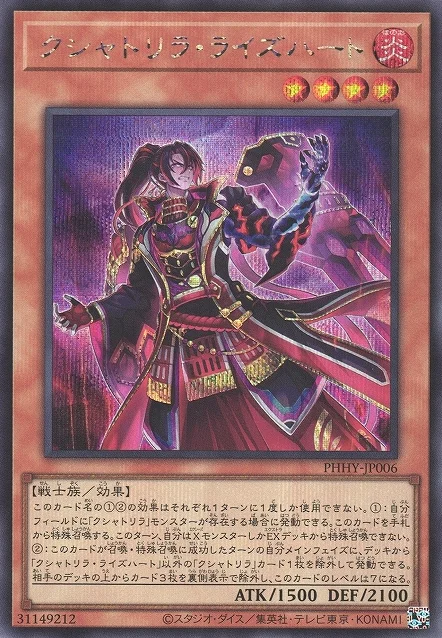 クシャトリラ・ライズハート
炎
PHHY-JP006
【戦士族／効果】
このカード名の①②の効果はそれぞれ1ターンに1度しか使用できない。①：自分
フィールドに「クシャトリラ」モンスターが存在する場合に発動できる。このカードを手札
から特殊召喚する。このターン、自分はXモンスターしかEXデッキから特殊召喚できない。
②：このカードが召喚・特殊召喚に成功したターンの自分メインフェイズに、デッキから
「クシャトリラ・ライズハート」以外の「クシャトリラ」カード1枚を除外して発動できる。
相手のデッキの上からカード3枚を裏側表示で除外し、このカードのレベルは7になる。
ATK/1500 DEF/2100
31149212
©スタジオ・ダイス／集英社・テレビ東京・KONAMI